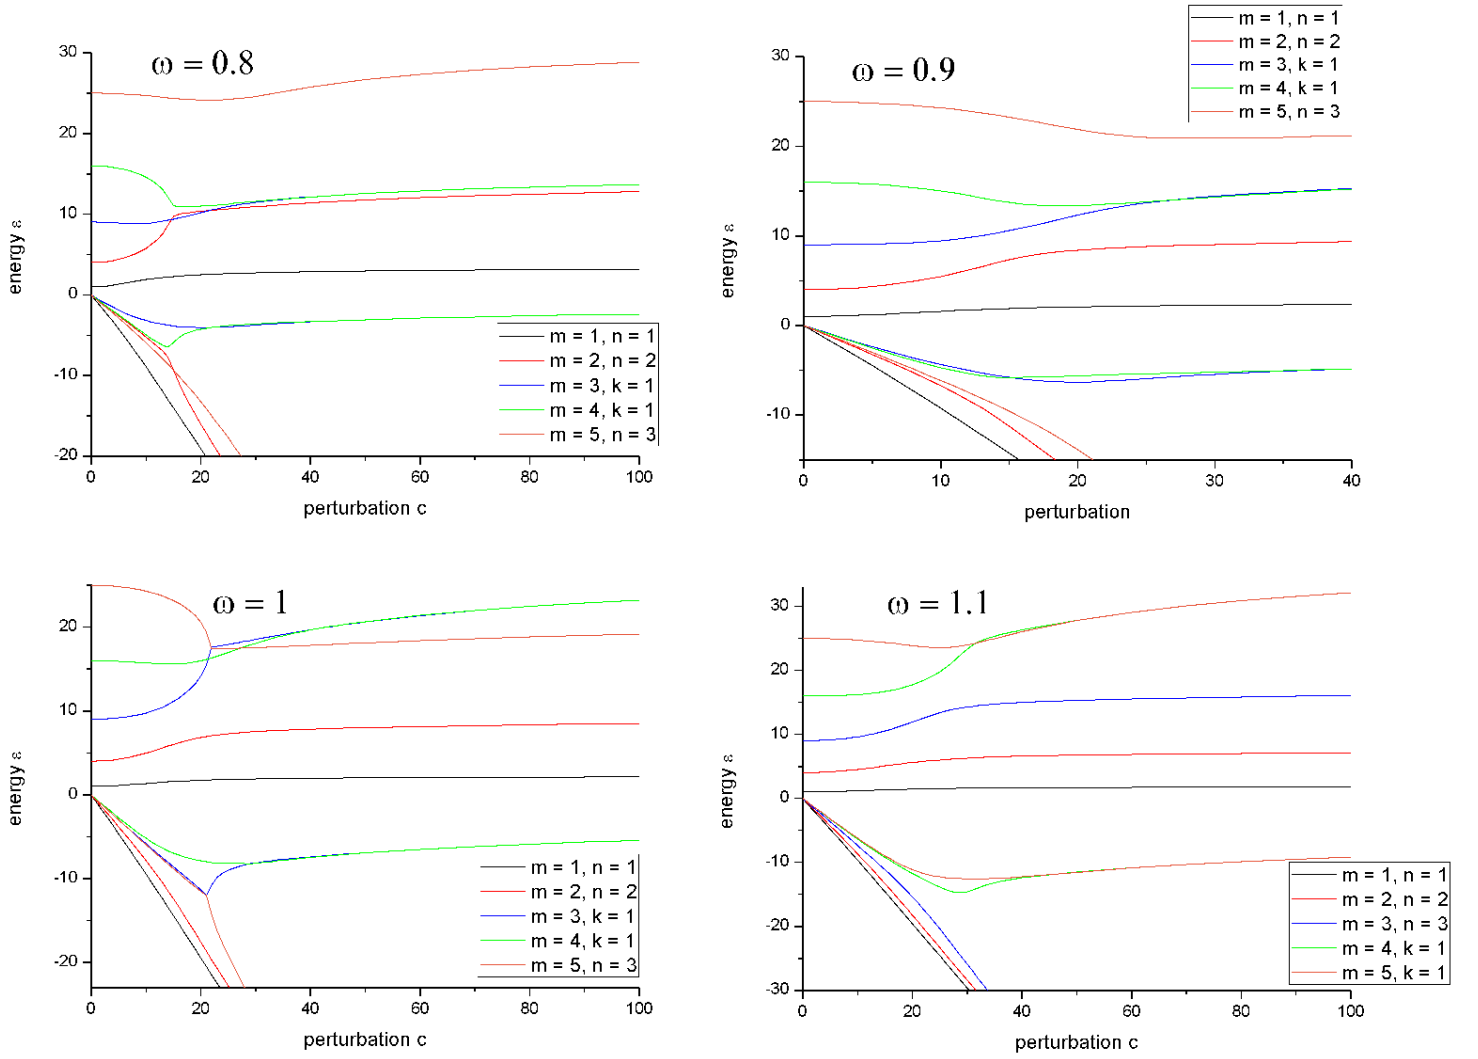 ω = 0.8
30
20
10
0
-10
-20
energy ε
0
20
40
60
80
100
perturbation c
m = 1, n = 1
m = 2, n = 2
m = 3, k = 1
m = 4, k = 1
m = 5, n = 3
ω = 0.9
m = 1, n = 1
m = 2, n = 2
m = 3, k = 1
m = 4, k = 1
m = 5, n = 3
30
20
10
0
-10
energy ε
0
10
20
30
40
perturbation
ω = 1
20
10
0
-10
-20
energy ε
0
20
40
60
80
100
perturbation c
m = 1, n = 1
m = 2, n = 2
m = 3, k = 1
m = 4, k = 1
m = 5, n = 3
ω = 1.1
30
20
10
0
-10
-20
-30
energy ε
0
20
40
60
80
100
perturbation c
m = 1, n = 1
m = 2, n = 2
m = 3, n = 3
m = 4, k = 1
m = 5, k = 1